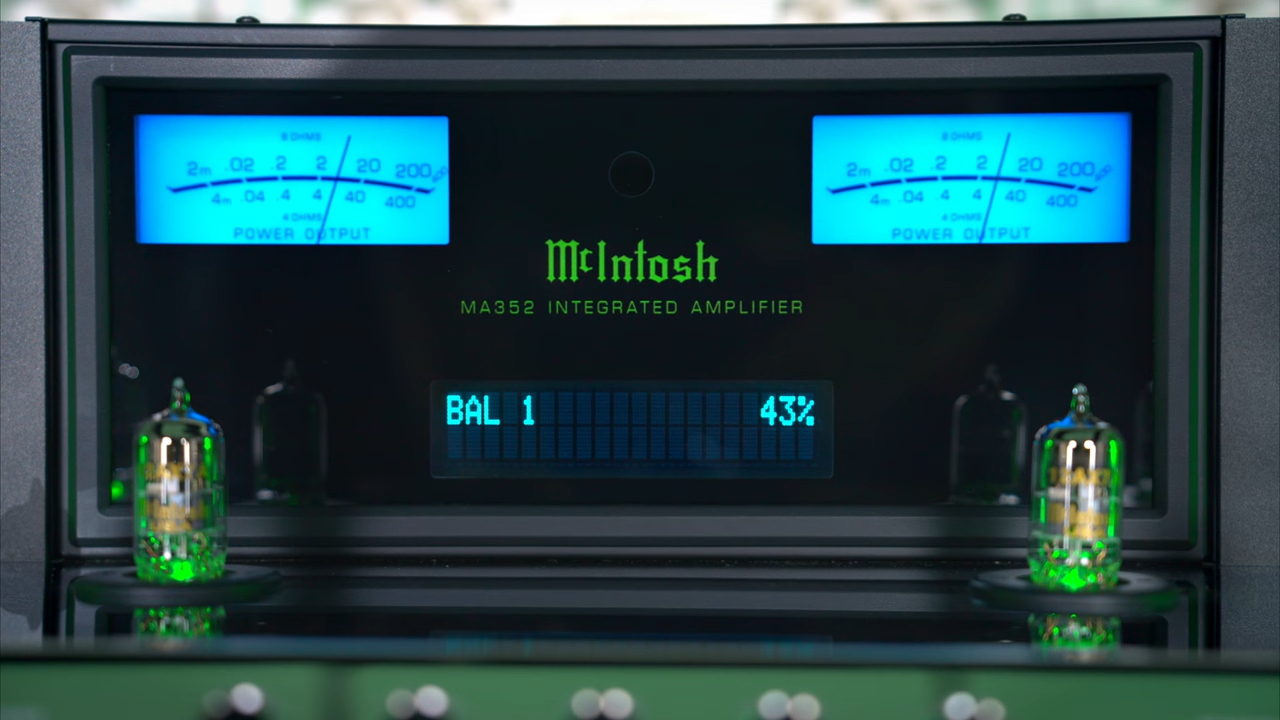 8 OHMS
2m .02 .2 2 20 200
4m .04 .4 4 40 400
4 OHMS
POWER OUTPUT
8 OHMS
2m .02 .2 2 20 200
4m .04 .4 4 40 400
4 OHMS
POWER OUTPUT
McIntosh
MA352 INTEGRATED AMPLIFIER
BAL 1 43%